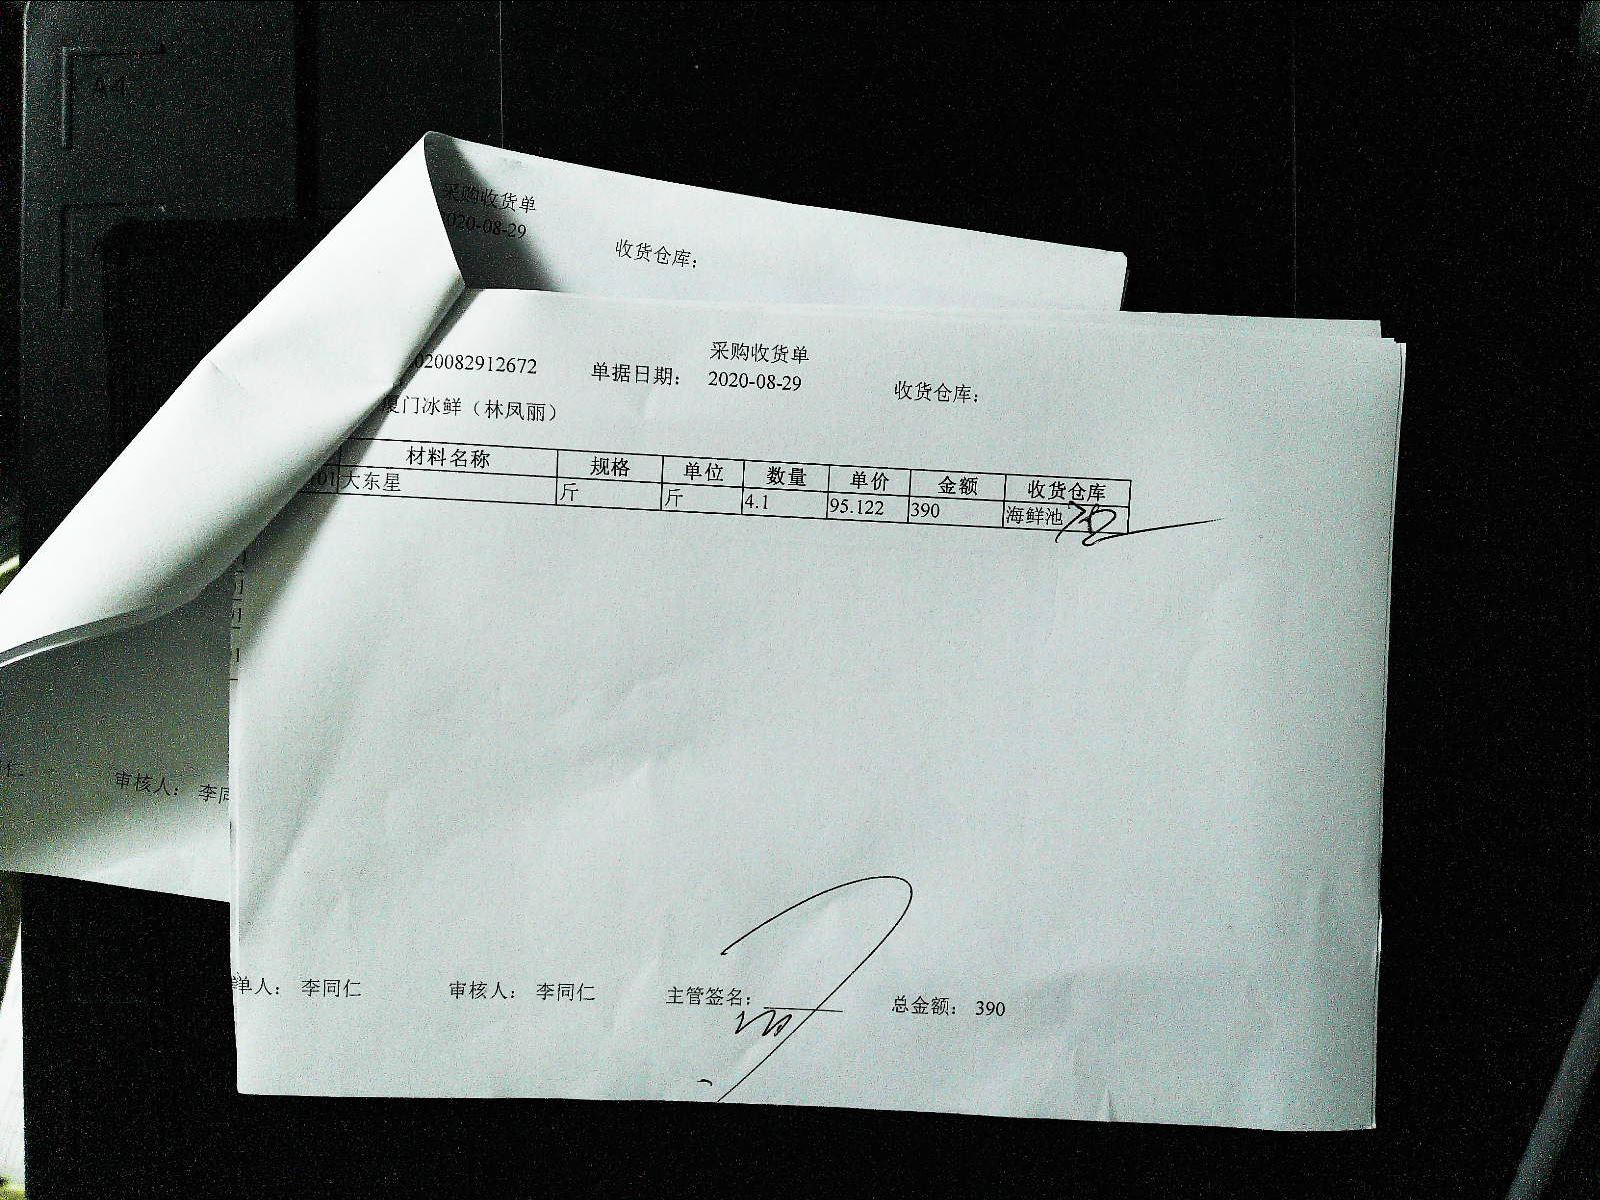 A4
采购收货单
2020-08-29
收货仓库：
采购收货单
020082912672 单据日期： 2020-08-29 收货仓库：
厦门冰鲜（林凤丽）
材料名称 规格 单位 数量 单价 金额 收货仓库
01 大东星 斤 斤 4.1 95.122 390 海鲜池
审核人： 李同
单人： 李同仁 审核人： 李同仁 主管签名： 总金额： 390